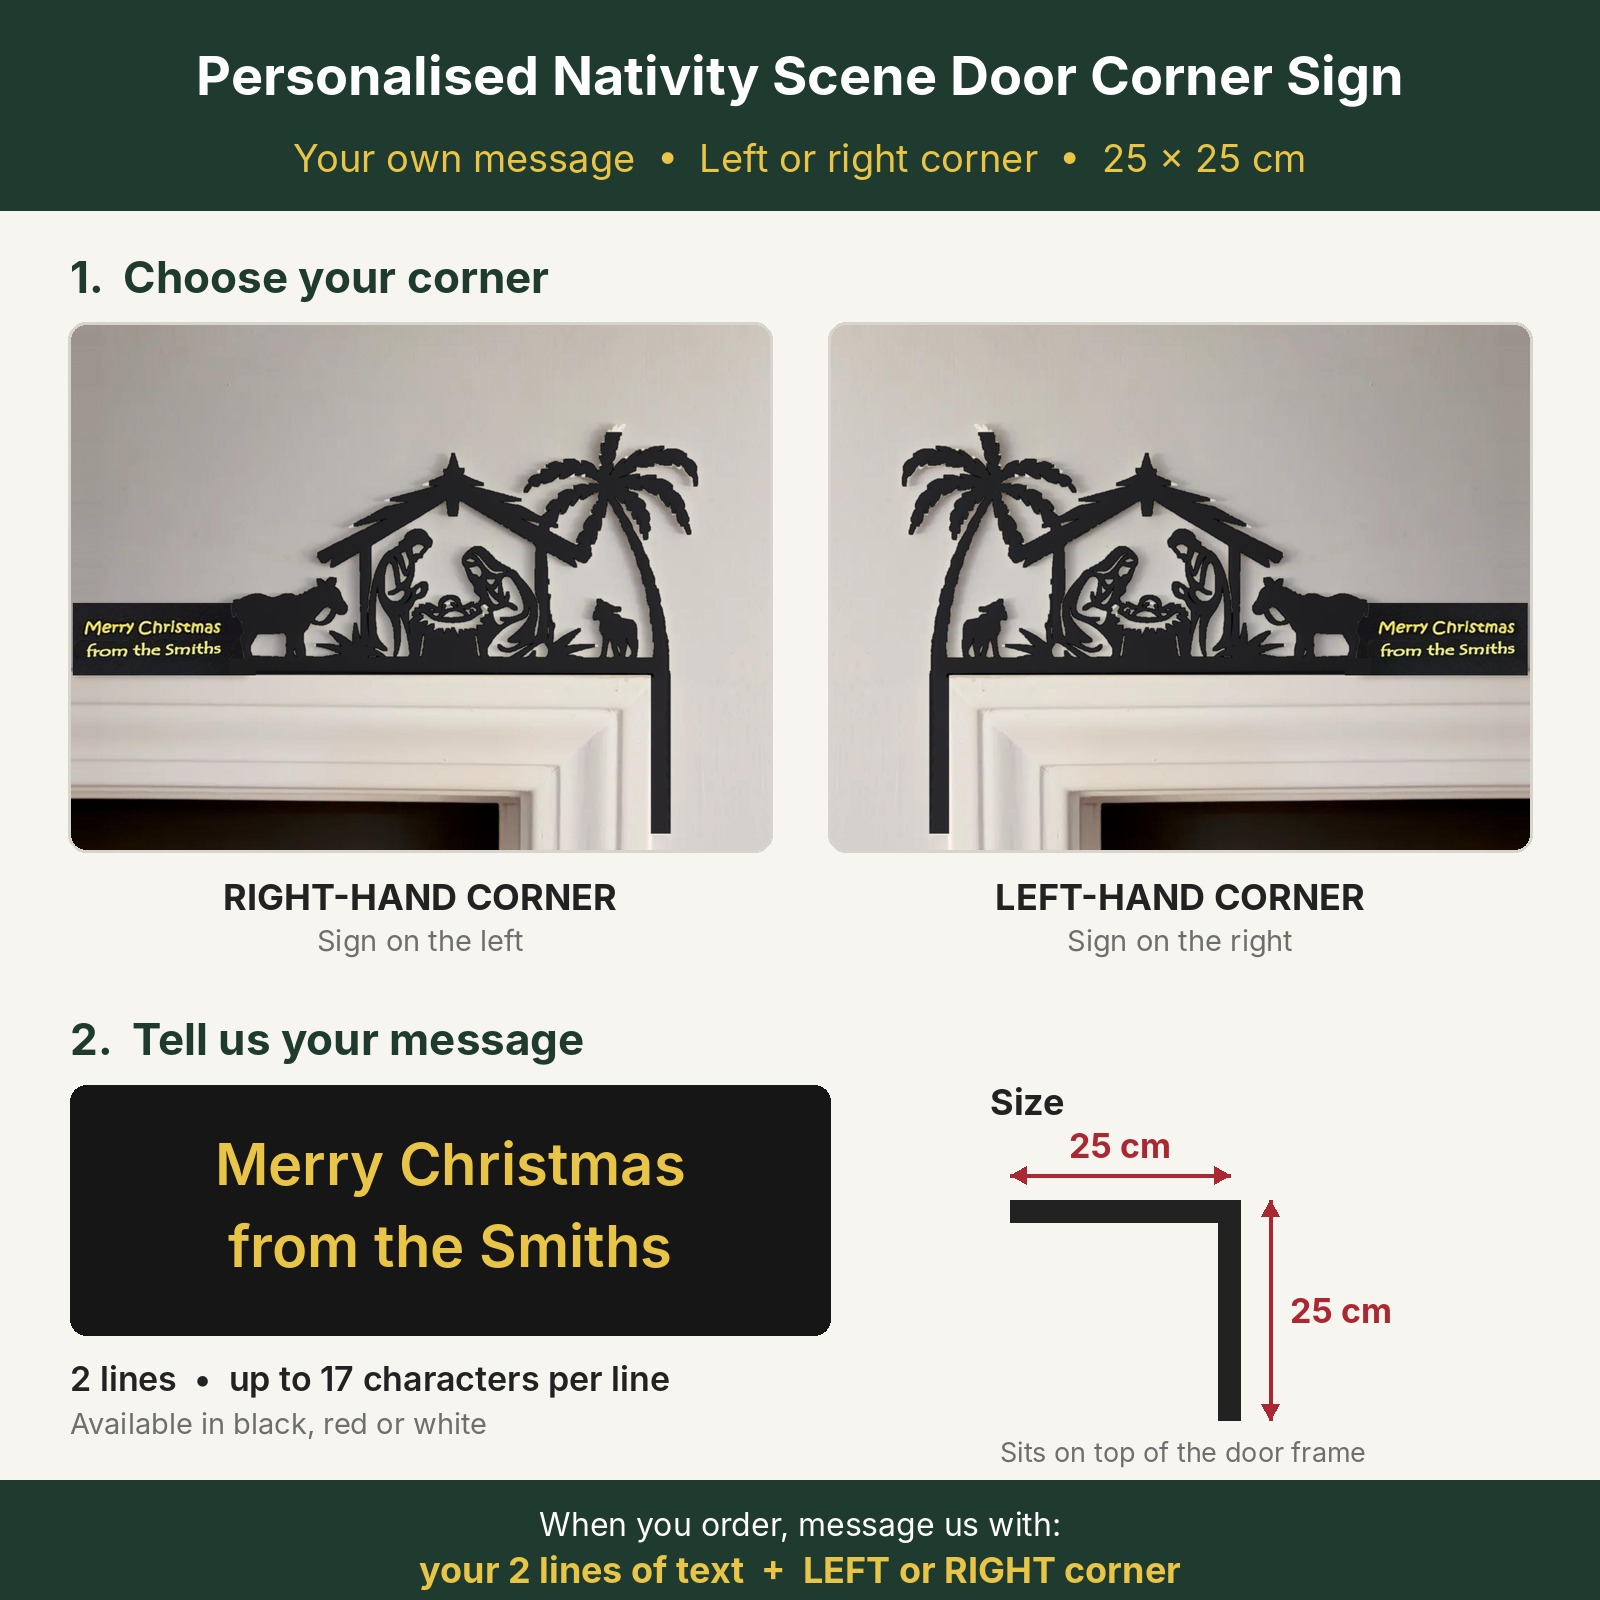 Personalised Nativity Scene Door Corner Sign
Your own message • Left or right corner • 25 × 25 cm
1. Choose your corner
Merry Christmas
from the Smiths
Merry Christmas
from the Smiths
RIGHT-HAND CORNER
Sign on the left
LEFT-HAND CORNER
Sign on the right
2. Tell us your message
Merry Christmas
from the Smiths
2 lines • up to 17 characters per line
Available in black, red or white
Size
25 cm
25 cm
Sits on top of the door frame
When you order, message us with:
your 2 lines of text + LEFT or RIGHT corner